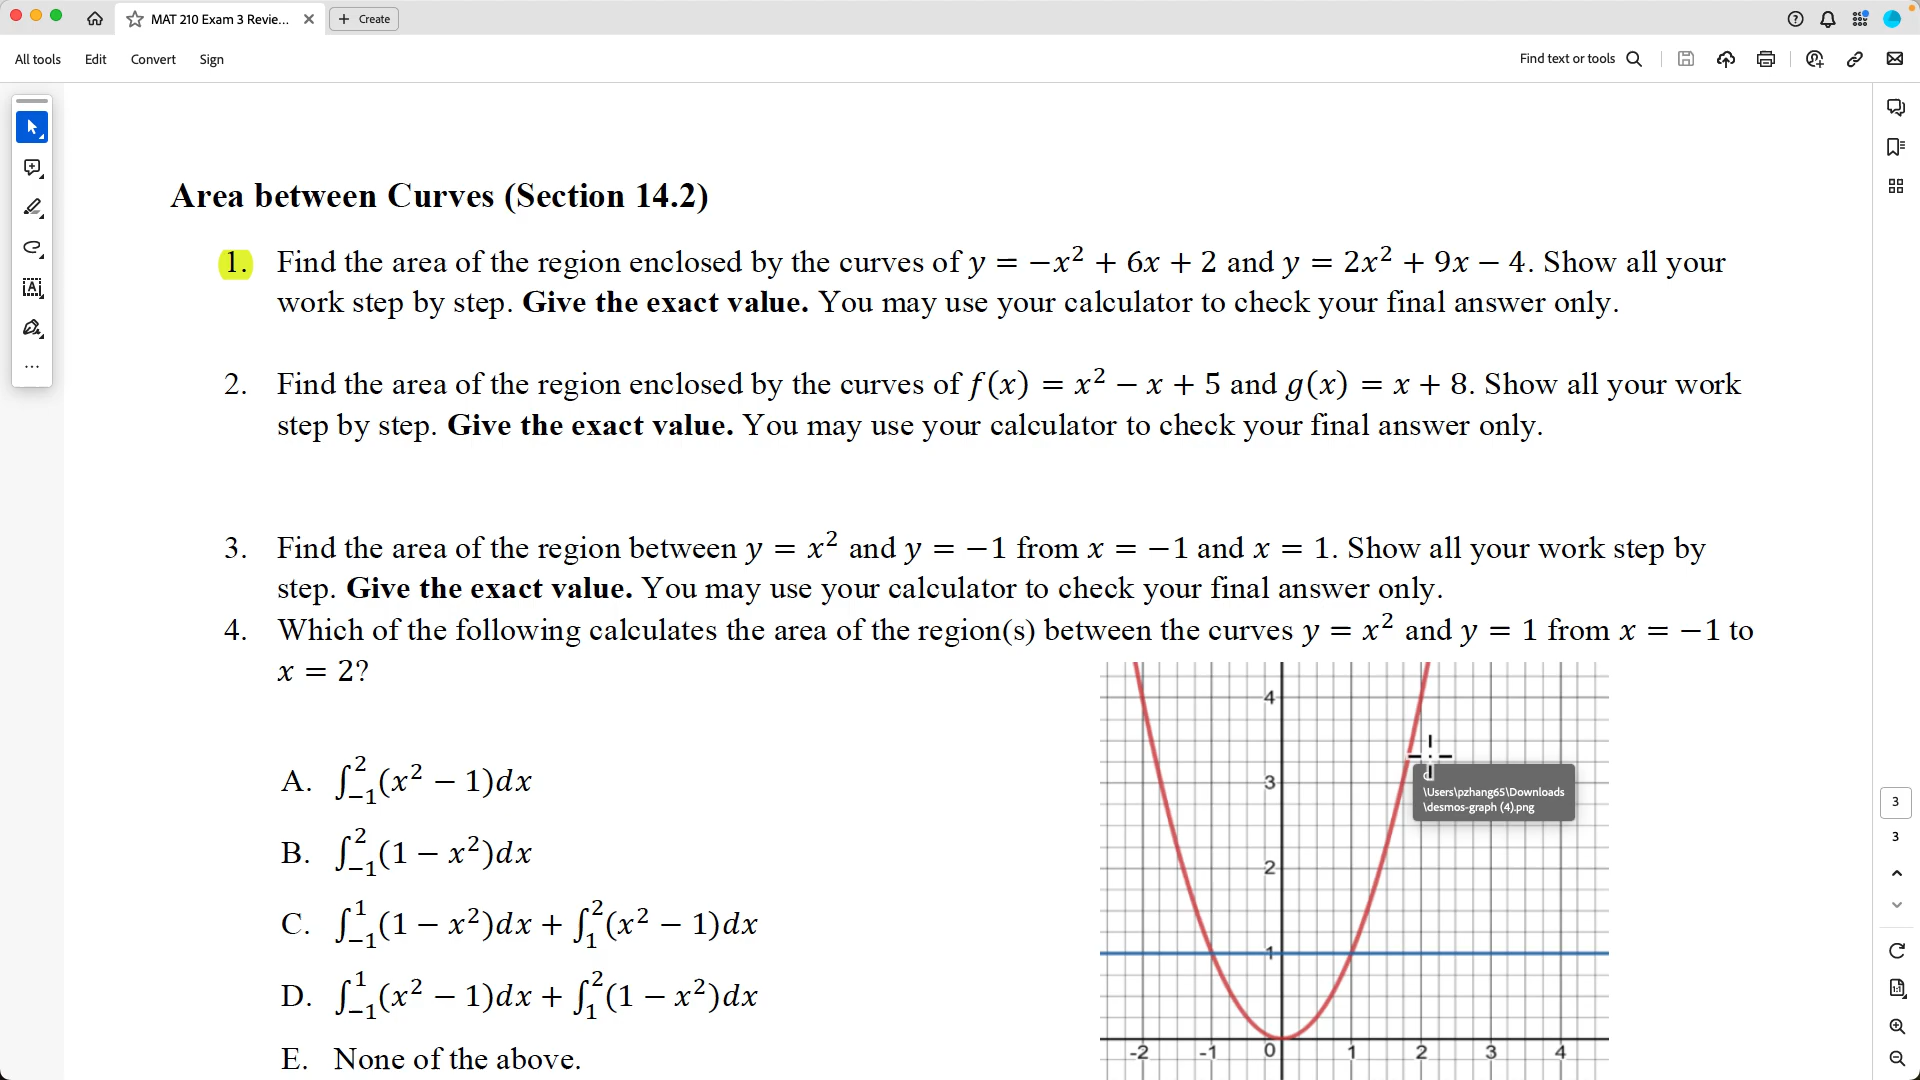 MAT 210 Exam 3 Revie...
Create
All tools
Edit
Convert
Sign
Find text or tools
Area between Curves (Section 14.2)
1. Find the area of the region enclosed by the curves of y = −x² + 6x + 2 and y = 2x² + 9x − 4. Show all your
work step by step. Give the exact value. You may use your calculator to check your final answer only.
2. Find the area of the region enclosed by the curves of f(x) = x² − x + 5 and g(x) = x + 8. Show all your work
step by step. Give the exact value. You may use your calculator to check your final answer only.
3. Find the area of the region between y = x² and y = −1 from x = −1 and x = 1. Show all your work step by
step. Give the exact value. You may use your calculator to check your final answer only.
4. Which of the following calculates the area of the region(s) between the curves y = x² and y = 1 from x = −1 to
x = 2?
A. ∫₋₁²(x² − 1)dx
B. ∫₋₁²(1 − x²)dx
C. ∫₋₁¹(1 − x²)dx + ∫₁²(x² − 1)dx
D. ∫₋₁¹(x² − 1)dx + ∫₁²(1 − x²)dx
E. None of the above.
4
3
2
1
-2 -1 0 1 2 3 4
\Users\pzhang65\Downloads
\desmos-graph (4).png
3
3